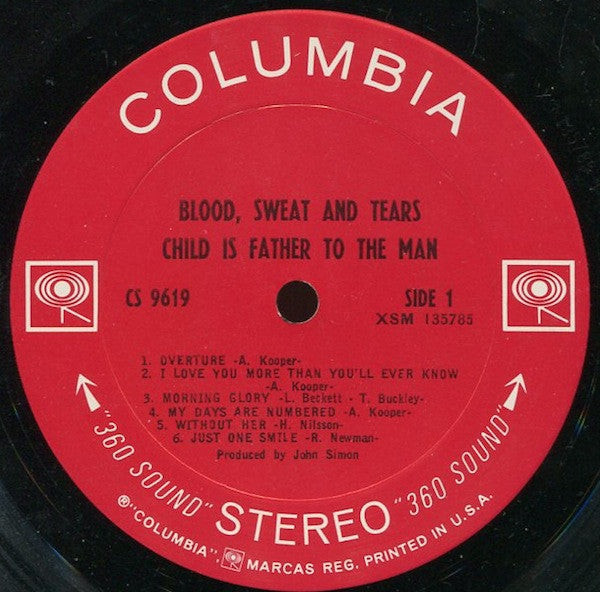 COLUMBIA
BLOOD, SWEAT AND TEARS
CHILD IS FATHER TO THE MAN
CS 9619
SIDE 1
XSM 135785
1. OVERTURE -A. Kooper-
2. I LOVE YOU MORE THAN YOU'LL EVER KNOW
-A. Kooper-
3. MORNING GLORY -L. Beckett - T. Buckley-
4. MY DAYS ARE NUMBERED -A. Kooper-
5. WITHOUT HER -H. Nilsson-
6. JUST ONE SMILE -R. Newman-
Produced by John Simon
"360 SOUND" STEREO "360 SOUND"
®"COLUMBIA", MARCAS REG. PRINTED IN U.S.A.